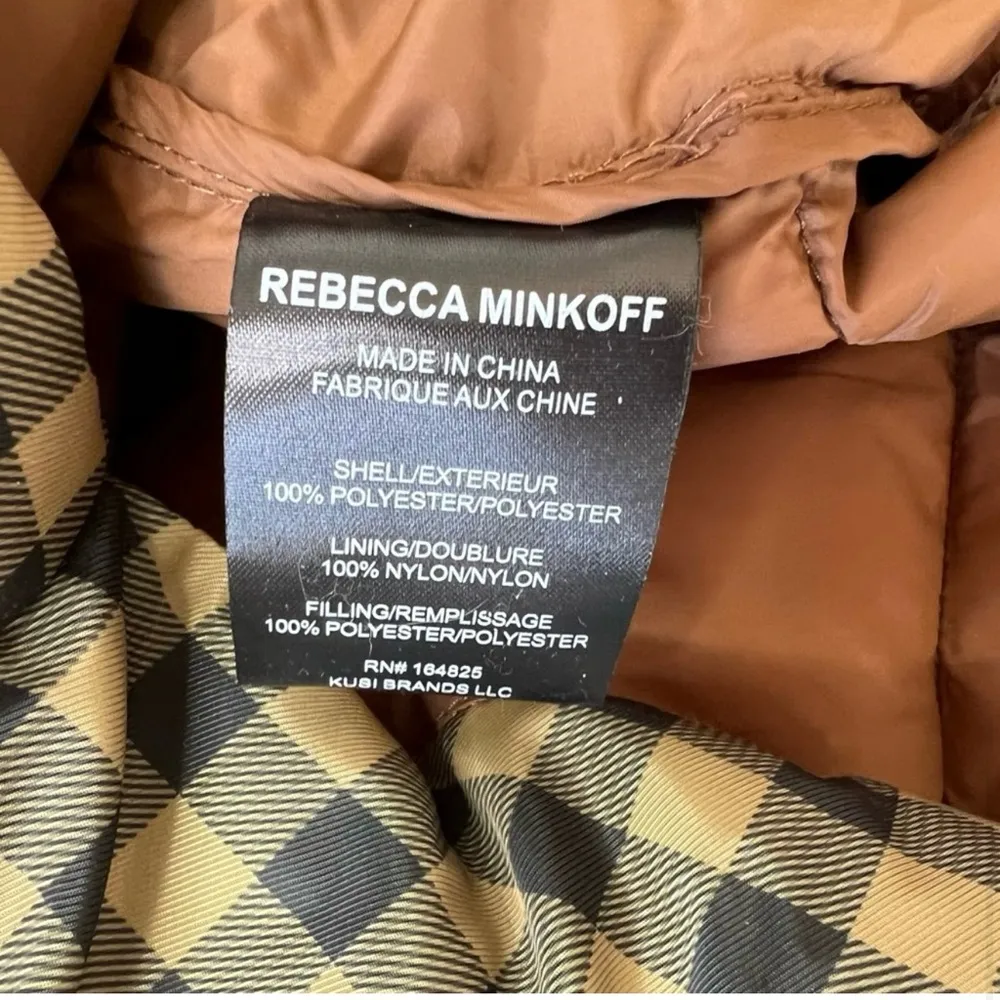 REBECCA MINKOFF
MADE IN CHINA
FABRIQUE AUX CHINE
SHELL/EXTERIEUR
100% POLYESTER/POLYESTER
LINING/DOUBLURE
100% NYLON/NYLON
FILLING/REMPLISSAGE
100% POLYESTER/POLYESTER
RN# 164825
KUSI BRANDS LLC